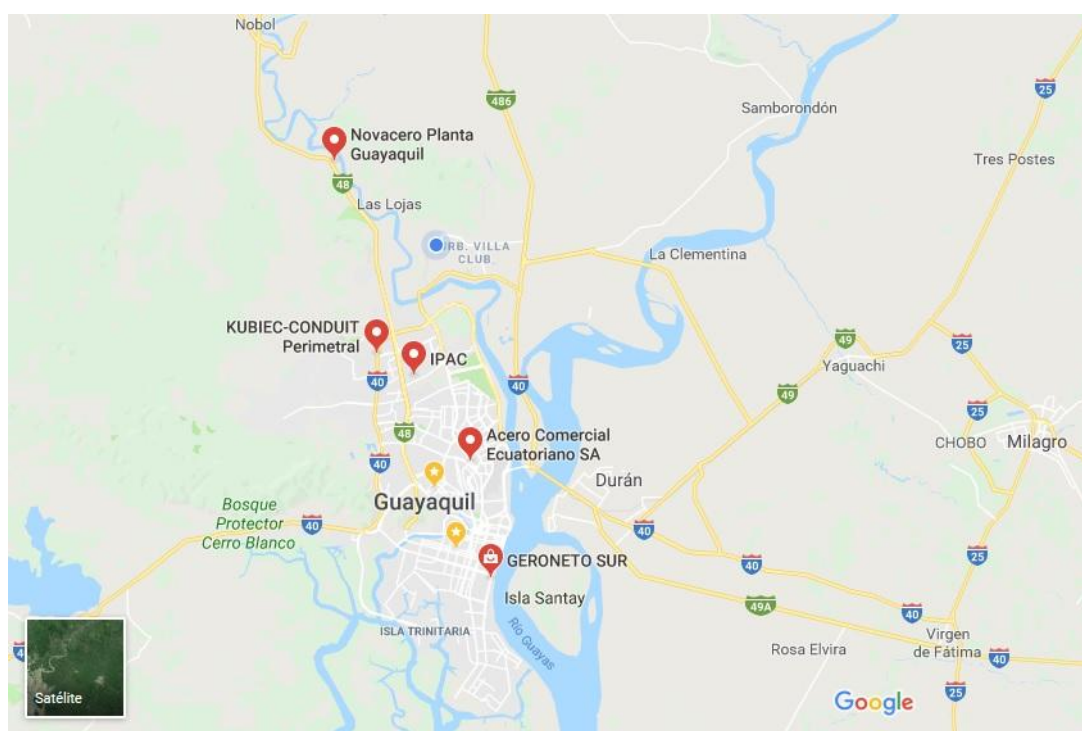 Nobol
486
Samborondón
25
Novacero Planta
Guayaquil
Tres Postes
48
Las Lojas
URB. VILLA
CLUB
La Clementina
KUBIEC-CONDUIT
Perimetral
IPAC
49
25
Yaguachi
40
40
49
48
25
CHOBO
Milagro
Acero Comercial
Ecuatoriano SA
40
Durán
Guayaquil
Bosque
Protector
Cerro Blanco
40
40
25
GERONETO SUR
40
Isla Santay
49A
40
ISLA TRINITARIA
Río Guayas
Virgen
de Fátima
Rosa Elvira
40
25
Satélite
Google